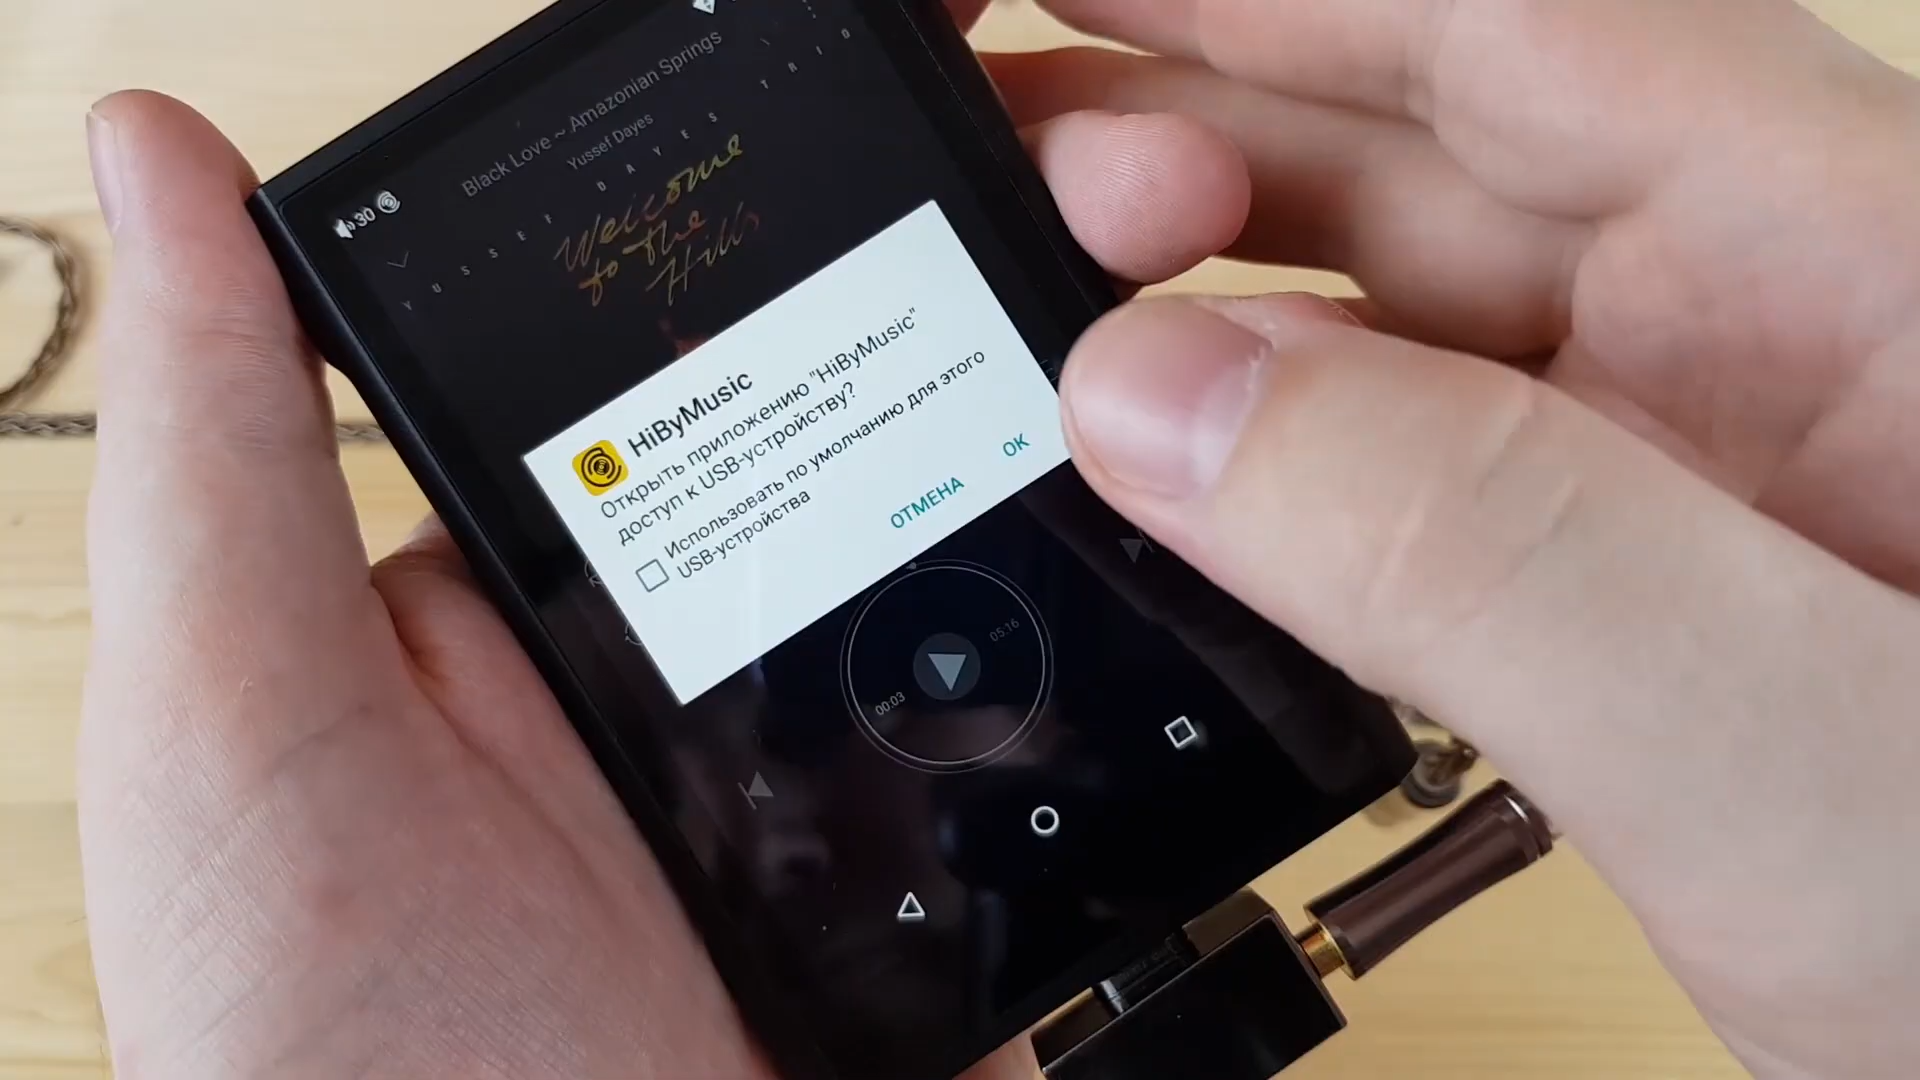 30
Black Love ~ Amazonian Springs
Yussef Dayes
YUSSEF DAYES TRIO
Welcome
to the
Hills
HiByMusic
Открыть приложению "HiByMusic"
доступ к USB-устройству?
Использовать по умолчанию для этого
USB-устройства
ОТМЕНА
ОК
00:03
05:16